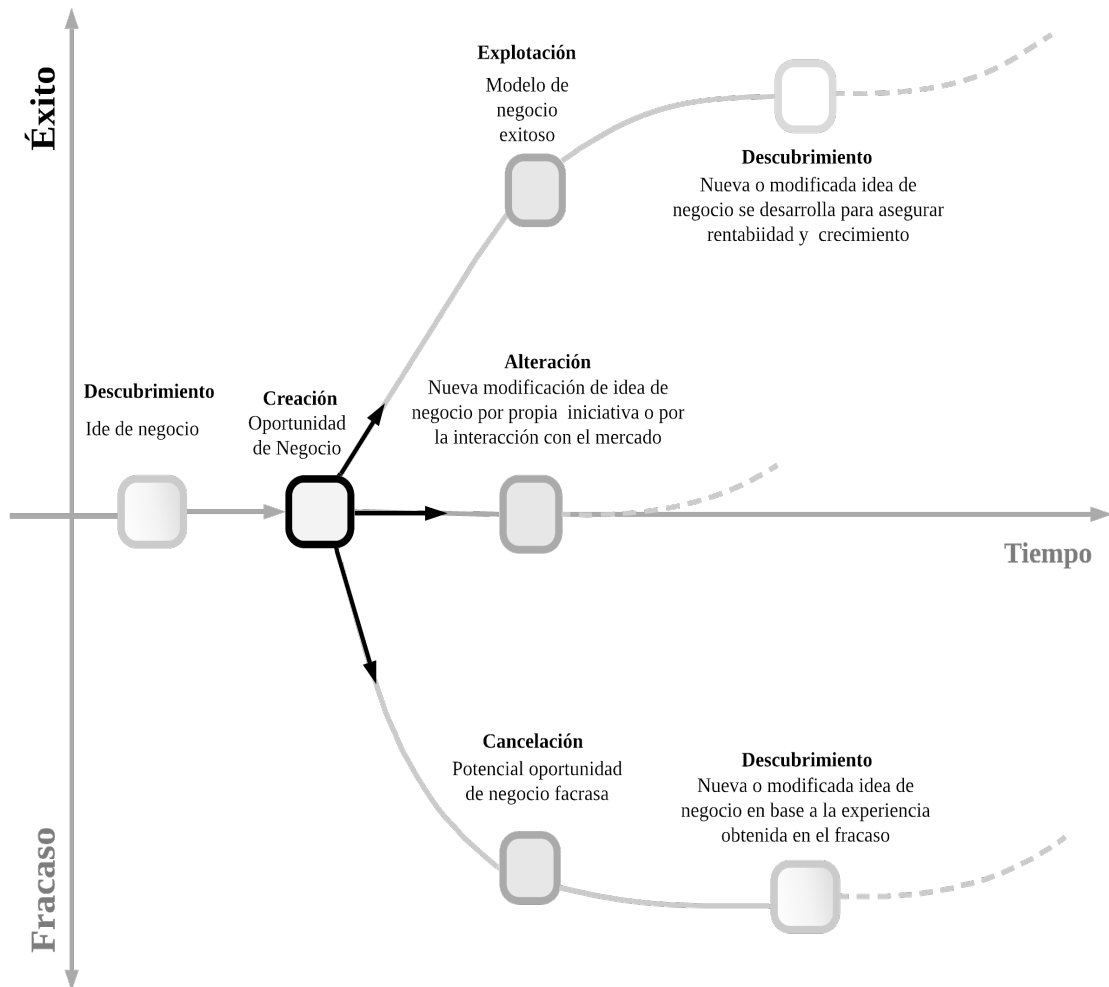 Éxito
Explotación
Modelo de
negocio
exitoso
Descubrimiento
Nueva o modificada idea de
negocio se desarrolla para asegurar
rentabiidad y crecimiento
Descubrimiento
Ide de negocio
Creación
Oportunidad
de Negocio
Alteración
Nueva modificación de idea de
negocio por propia iniciativa o por
la interacción con el mercado
Tiempo
Cancelación
Potencial oportunidad
de negocio facrasa
Descubrimiento
Nueva o modificada idea de
negocio en base a la experiencia
obtenida en el fracaso
Fracaso